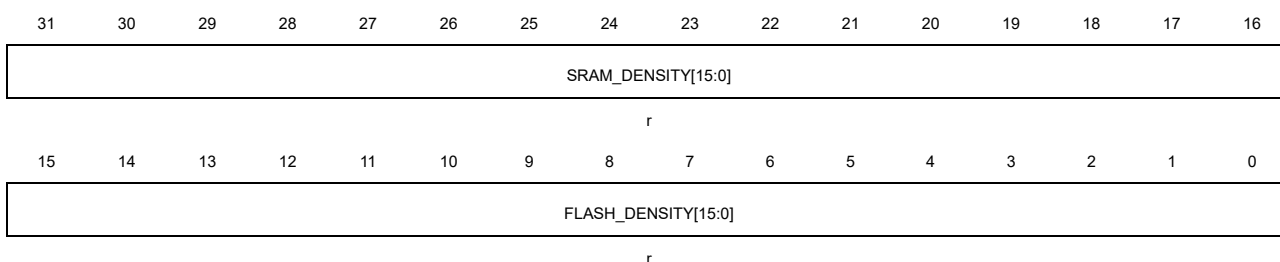 31 30 29 28 27 26 25 24 23 22 21 20 19 18 17 16
SRAM_DENSITY[15:0]
r
15 14 13 12 11 10 9 8 7 6 5 4 3 2 1 0
FLASH_DENSITY[15:0]
r